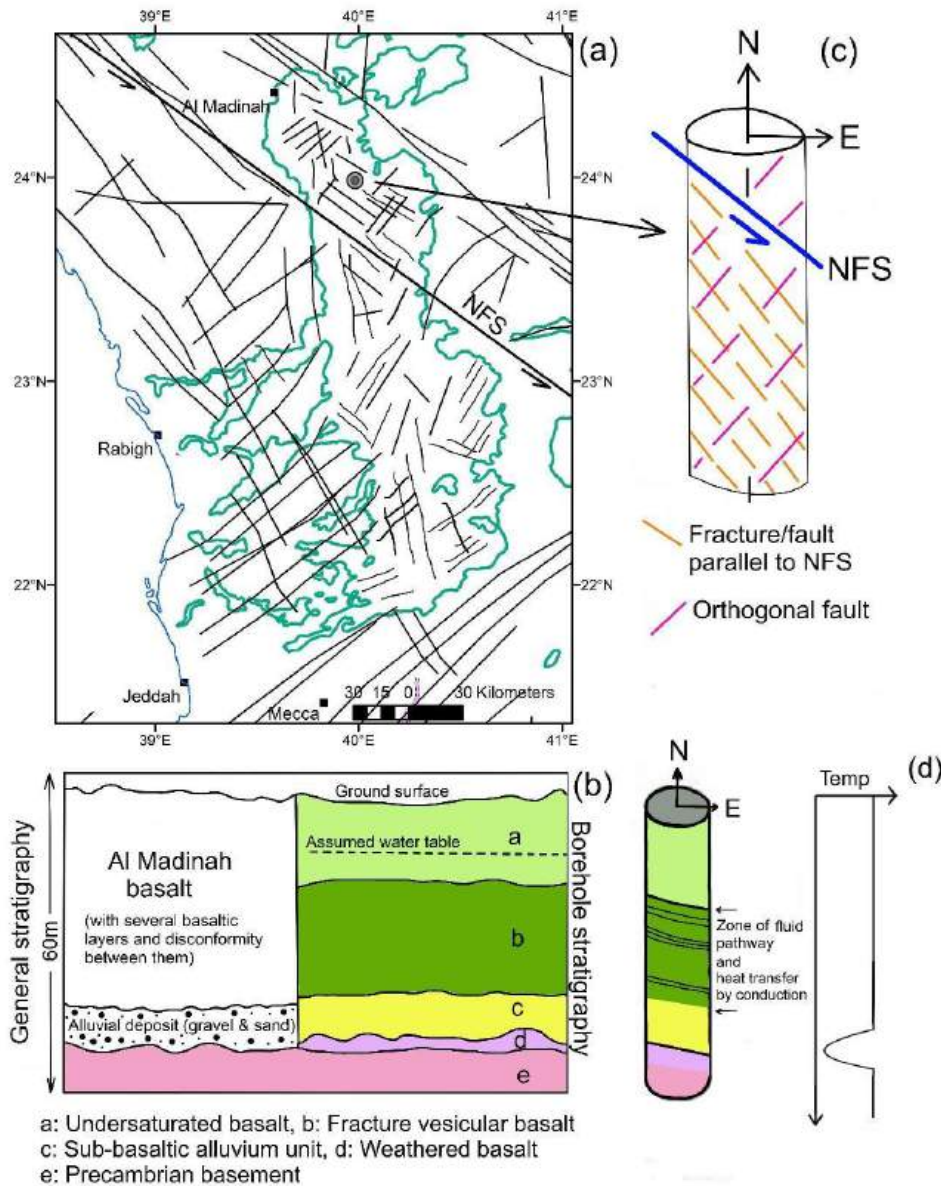 39°E
40°E
41°E
(a)
Al Madinah
24°N
24°N
NFS
23°N
23°N
Rabigh
22°N
22°N
Jeddah
Mecca
30 15 0 30 Kilometers
39°E
40°E
41°E
(c)
N
E
NFS
Fracture/fault
parallel to NFS
Orthogonal fault
(b)
General stratigraphy
60m
Ground surface
Assumed water table
a
Al Madinah
basalt
(with several basaltic
layers and disconformity
between them)
b
Alluvial deposit (gravel & sand)
c
d
e
Borehole stratigraphy
a: Undersaturated basalt, b: Fracture vesicular basalt
c: Sub-basaltic alluvium unit, d: Weathered basalt
e: Precambrian basement
(d)
N
E
Temp
Zone of fluid
pathway
and
heat transfer
by conduction